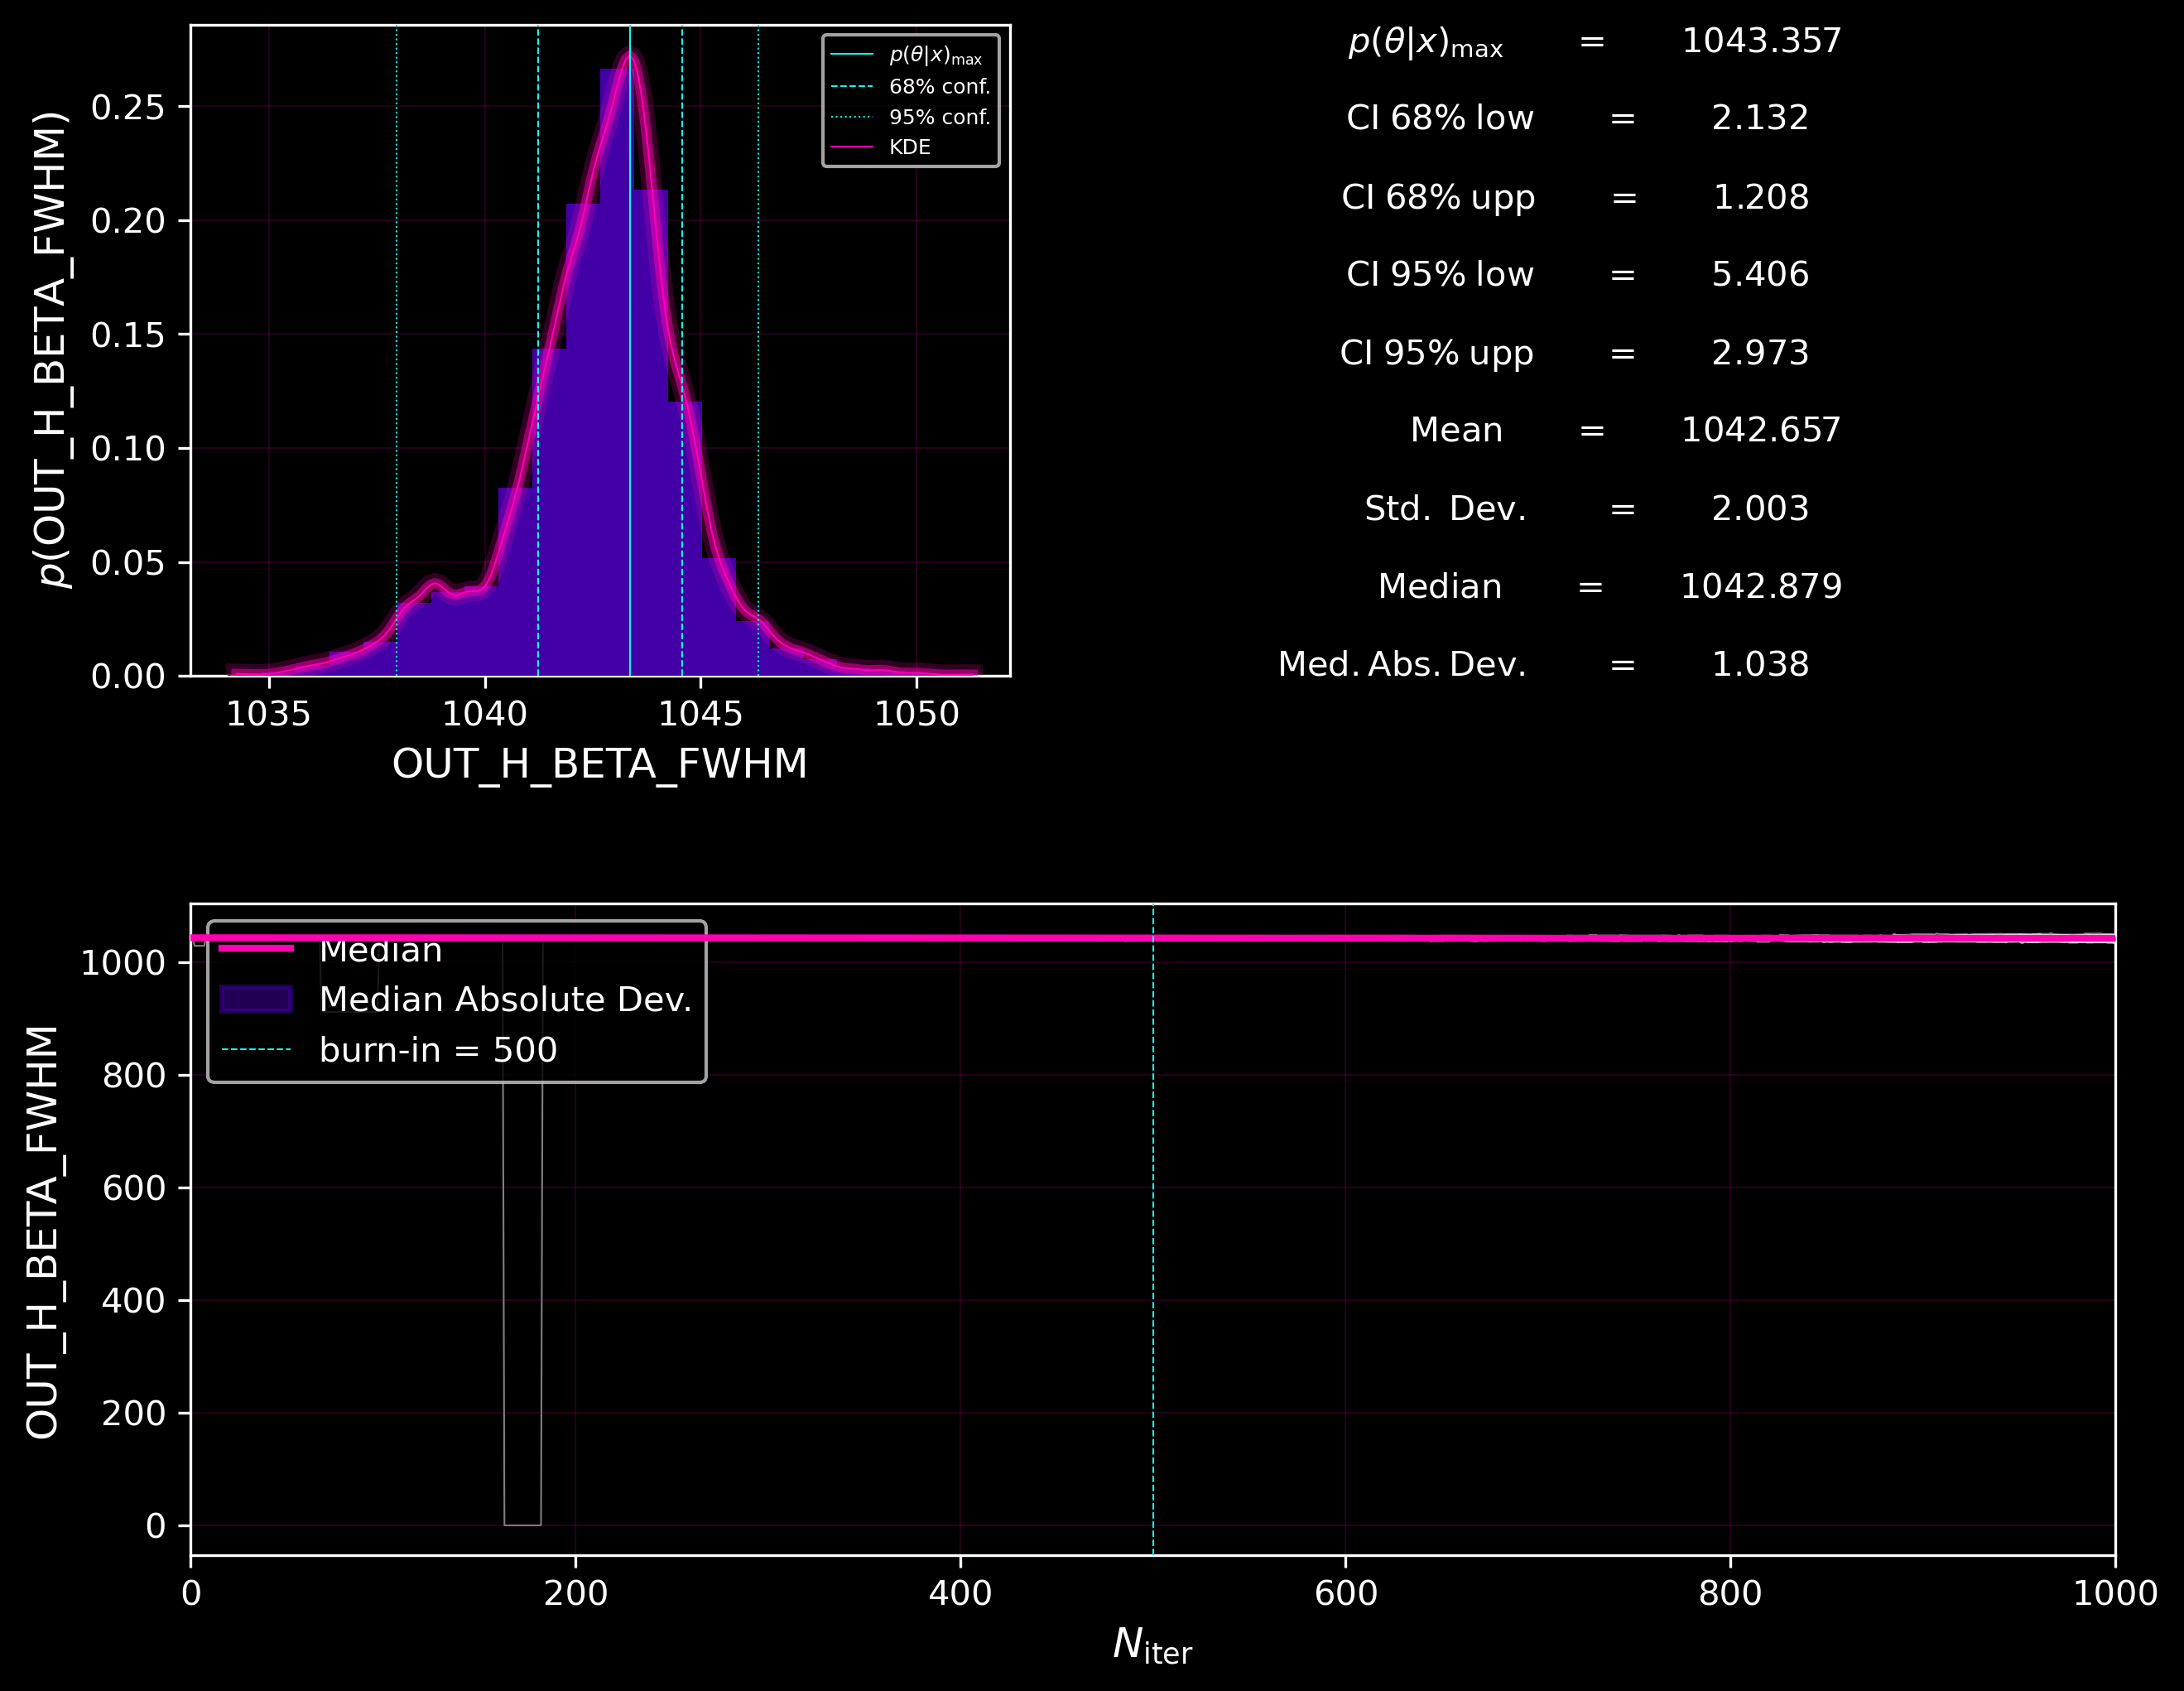 p(OUT_H_BETA_FWHM)
0.25
0.20
0.15
0.10
0.05
0.00
1035 1040 1045 1050
OUT_H_BETA_FWHM
p(θ|x)max
68% conf.
95% conf.
KDE
p(θ|x)max = 1043.357
CI 68% low = 2.132
CI 68% upp = 1.208
CI 95% low = 5.406
CI 95% upp = 2.973
Mean = 1042.657
Std. Dev. = 2.003
Median = 1042.879
Med. Abs. Dev. = 1.038
OUT_H_BETA_FWHM
1000
800
600
400
200
0
Median
Median Absolute Dev.
burn-in = 500
0 200 400 600 800 1000
Niter